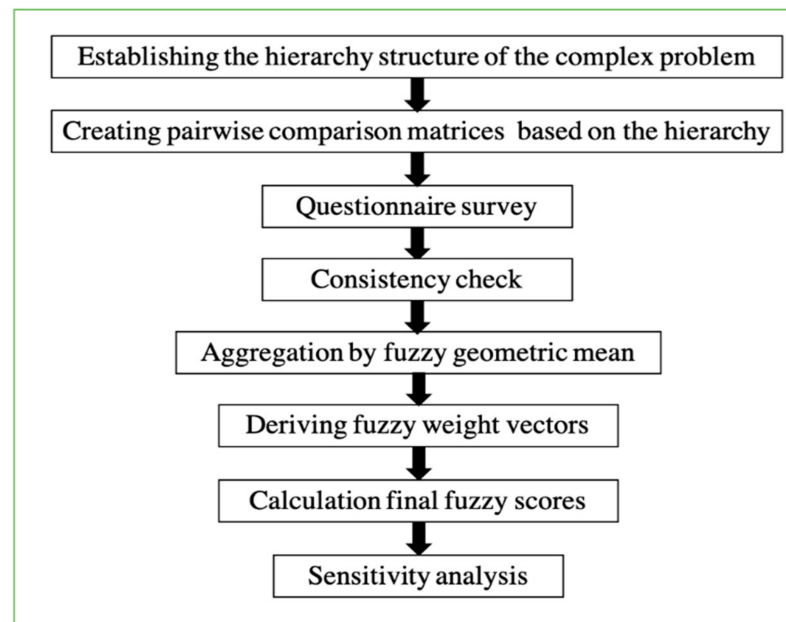 Establishing the hierarchy structure of the complex problem
Creating pairwise comparison matrices based on the hierarchy
Questionnaire survey
Consistency check
Aggregation by fuzzy geometric mean
Deriving fuzzy weight vectors
Calculation final fuzzy scores
Sensitivity analysis